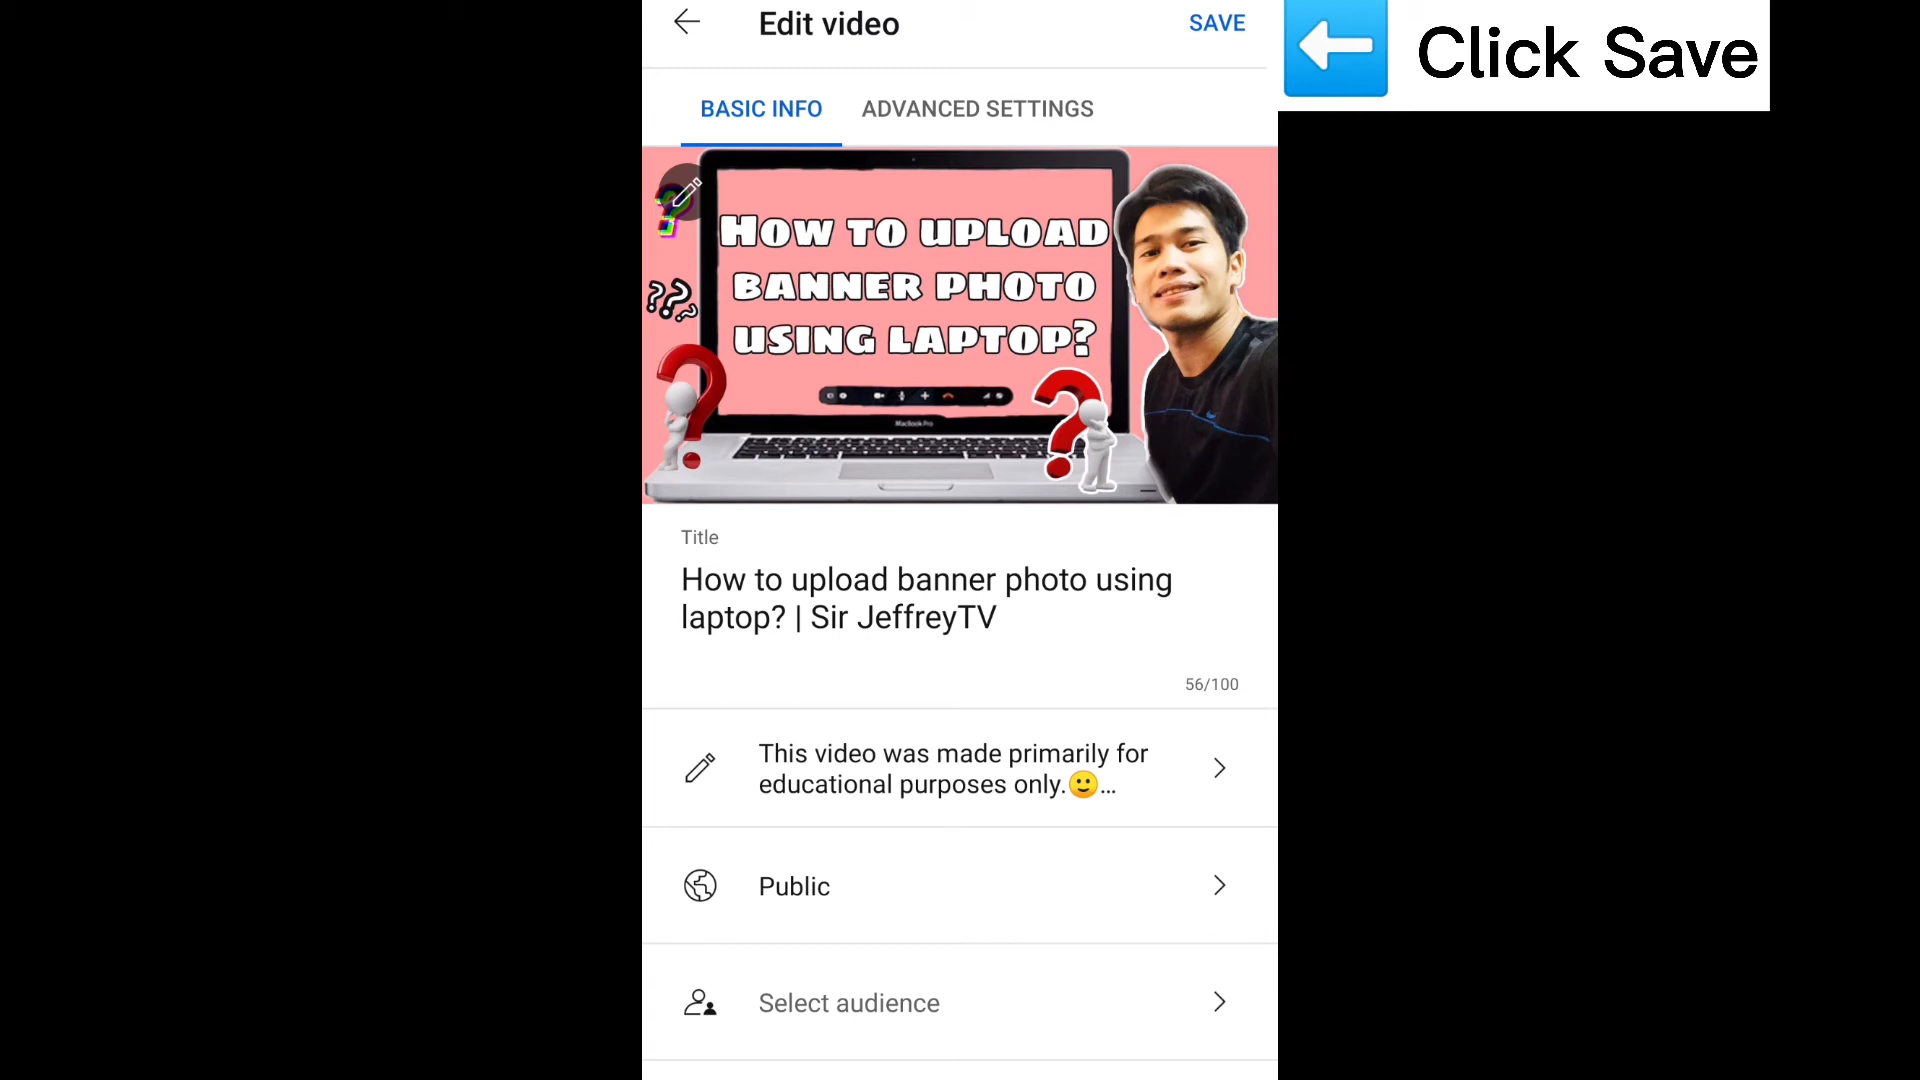 Edit video
SAVE
Click Save
BASIC INFO
ADVANCED SETTINGS
How to upload
banner photo
using laptop?
MacBook Pro
Title
How to upload banner photo using
laptop? | Sir JeffreyTV
56/100
This video was made primarily for
educational purposes only.🙂...
Public
Select audience